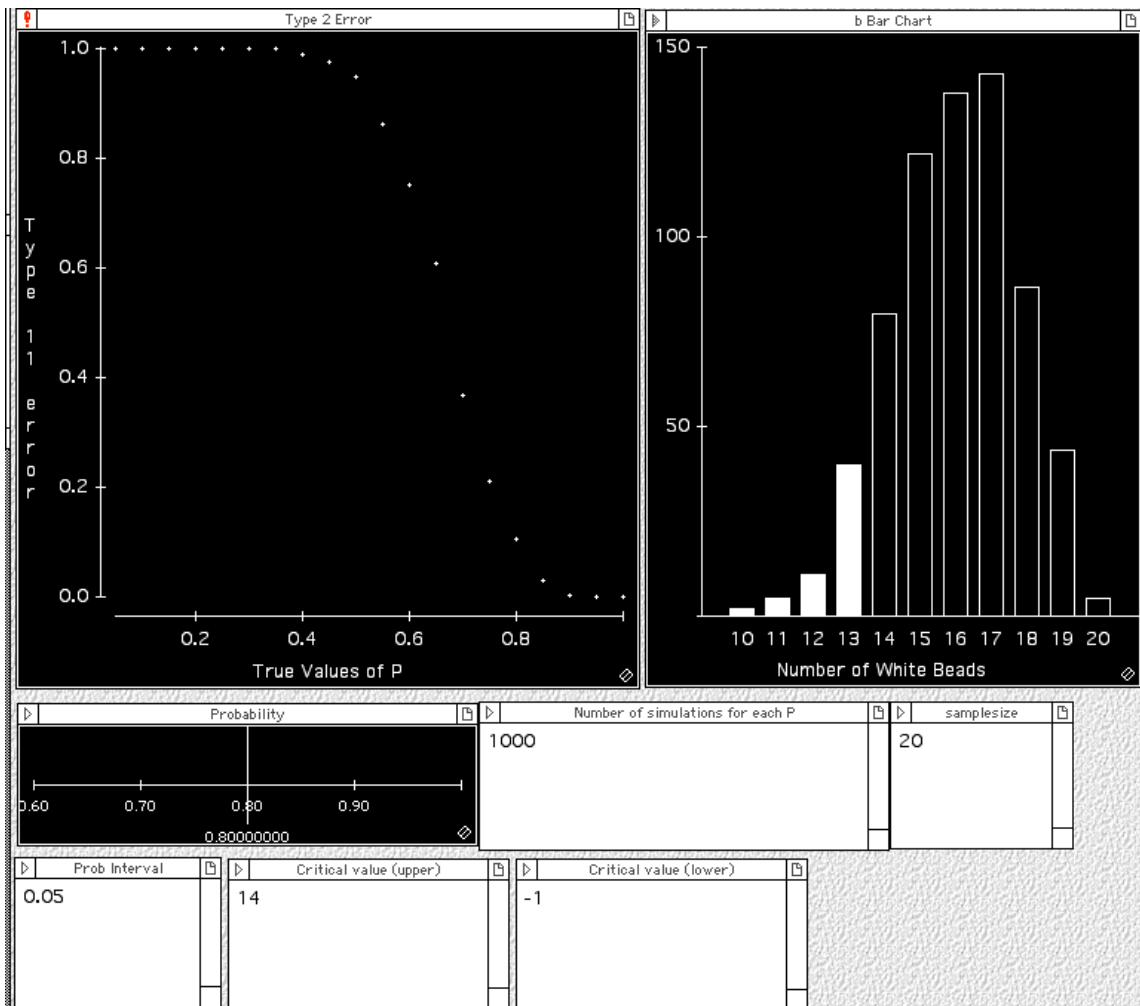 Type 2 Error
1.0
0.8
0.6
0.4
0.2
0.0
Type 11 error
0.2 0.4 0.6 0.8
True Values of P
b Bar Chart
150
100
50
10 11 12 13 14 15 16 17 18 19 20
Number of White Beads
Probability
0.60 0.70 0.80 0.90
0.80000000
Number of simulations for each P
1000
samplesize
20
Prob Interval
0.05
Critical value (upper)
14
Critical value (lower)
-1